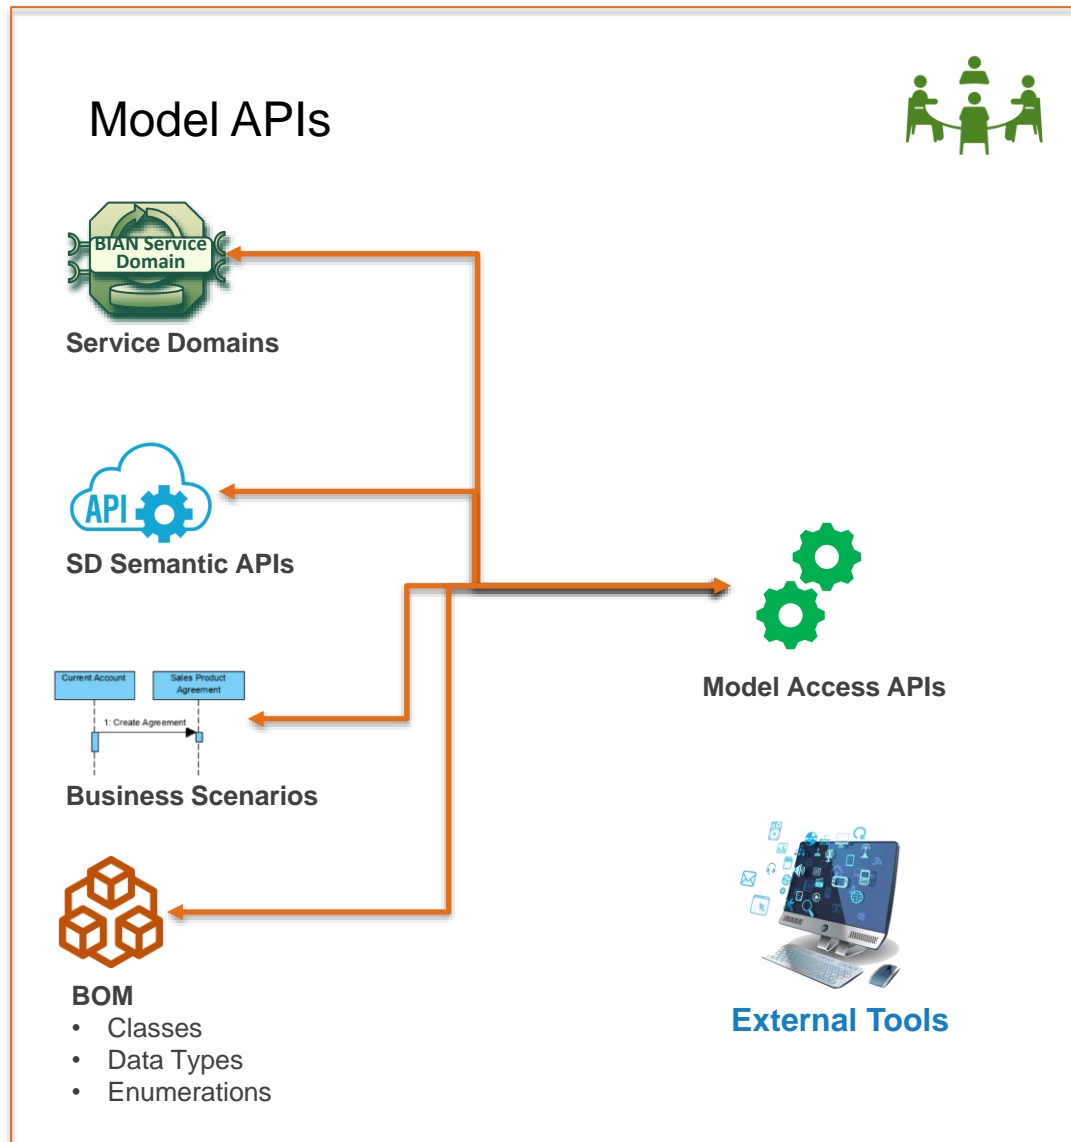 Model APIs
BIAN Service
Domain
Service Domains
API
SD Semantic APIs
Current Account
Sales Product
Agreement
1: Create Agreement
Business Scenarios
Model Access APIs
BOM
• Classes
• Data Types
• Enumerations
External Tools